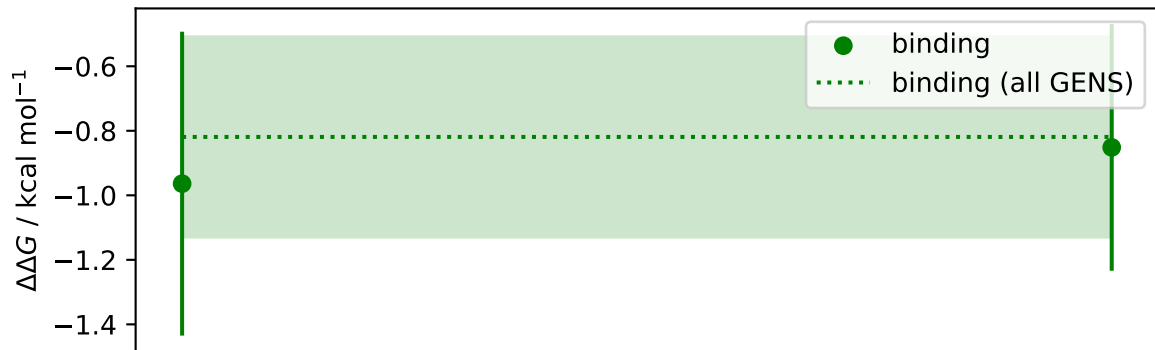 ΔΔG / kcal mol⁻¹
−0.6
−0.8
−1.0
−1.2
−1.4
binding
binding (all GENS)